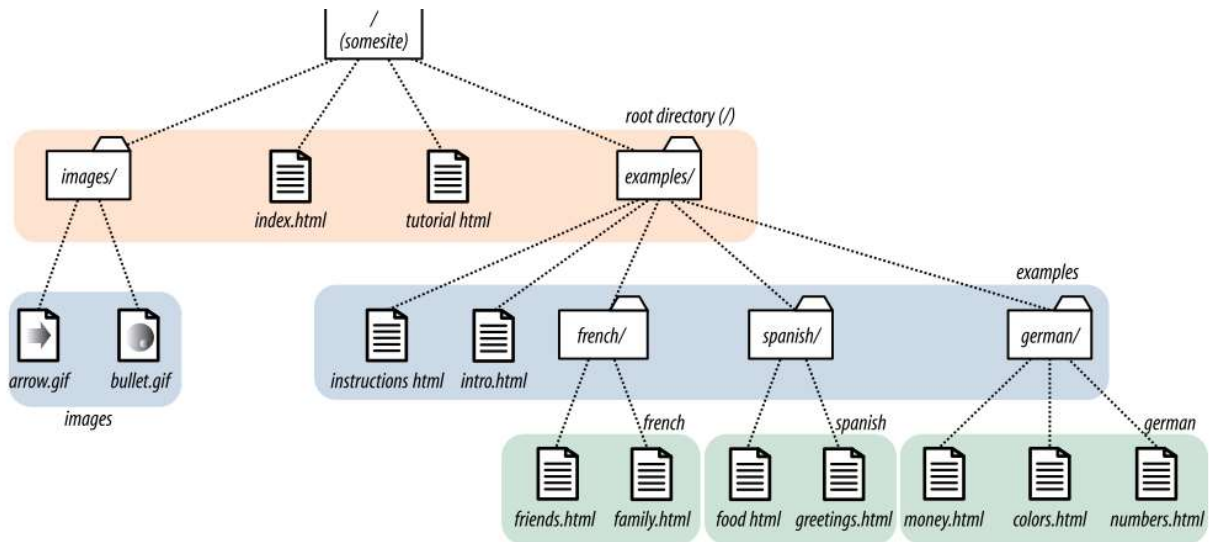 /
(somesite)
root directory (/)
images/
index.html
tutorial html
examples/
examples
arrow.gif
bullet.gif
images
instructions html
intro.html
french/
spanish/
german/
french
spanish
german
friends.html
family.html
food html
greetings.html
money.html
colors.html
numbers.html